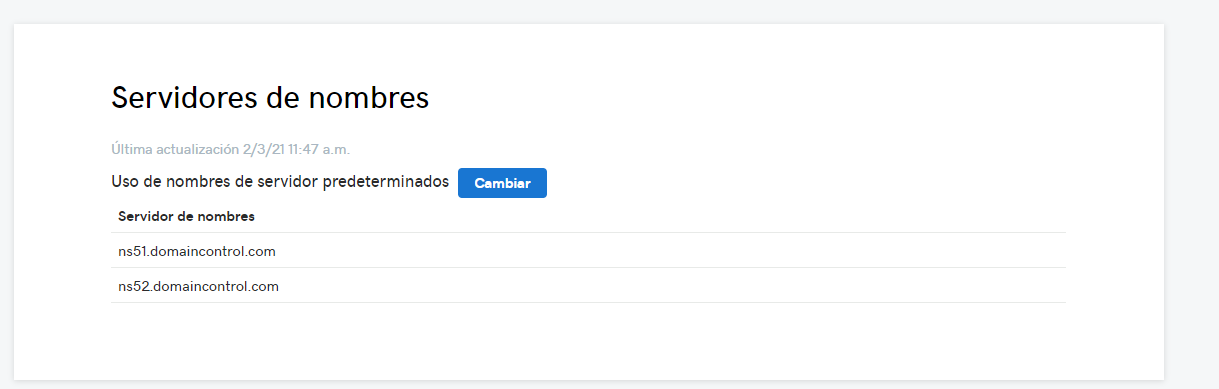 Servidores de nombres
Última actualización 2/3/21 11:47 a.m.
Uso de nombres de servidor predeterminados Cambiar
Servidor de nombres
ns51.domaincontrol.com
ns52.domaincontrol.com